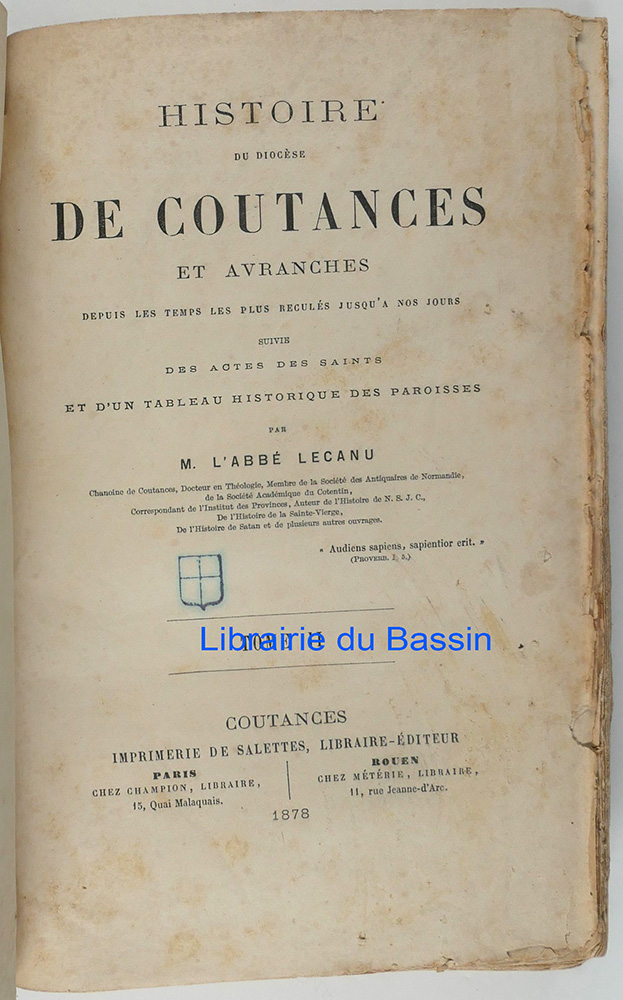 HISTOIRE
DU DIOCÈSE
DE COUTANCES
ET AVRANCHES
DEPUIS LES TEMPS LES PLUS RECULÉS JUSQU'A NOS JOURS
SUIVIE
DES ACTES DES SAINTS
ET D'UN TABLEAU HISTORIQUE DES PAROISSES
PAR
M. L'ABBÉ LECANU
Chanoine de Coutances, Docteur en Théologie, Membre de la Société des Antiquaires de Normandie,
de la Société Académique du Cotentin,
Correspondant de l'Institut des Provinces, Auteur de l'Histoire de N. S. J. C.,
De l'Histoire de la Sainte-Vierge,
De l'Histoire de Satan et de plusieurs autres ouvrages.
« Audiens sapiens, sapientior erit. »
(PROVERB. I, 5.)
TOME II
Librairie du Bassin
COUTANCES
IMPRIMERIE DE SALETTES, LIBRAIRE-ÉDITEUR
PARIS
CHEZ CHAMPION, LIBRAIRE,
15, Quai Malaquais.
ROUEN
CHEZ MÉTÉRIE, LIBRAIRE,
11, rue Jeanne-d'Arc.
1878